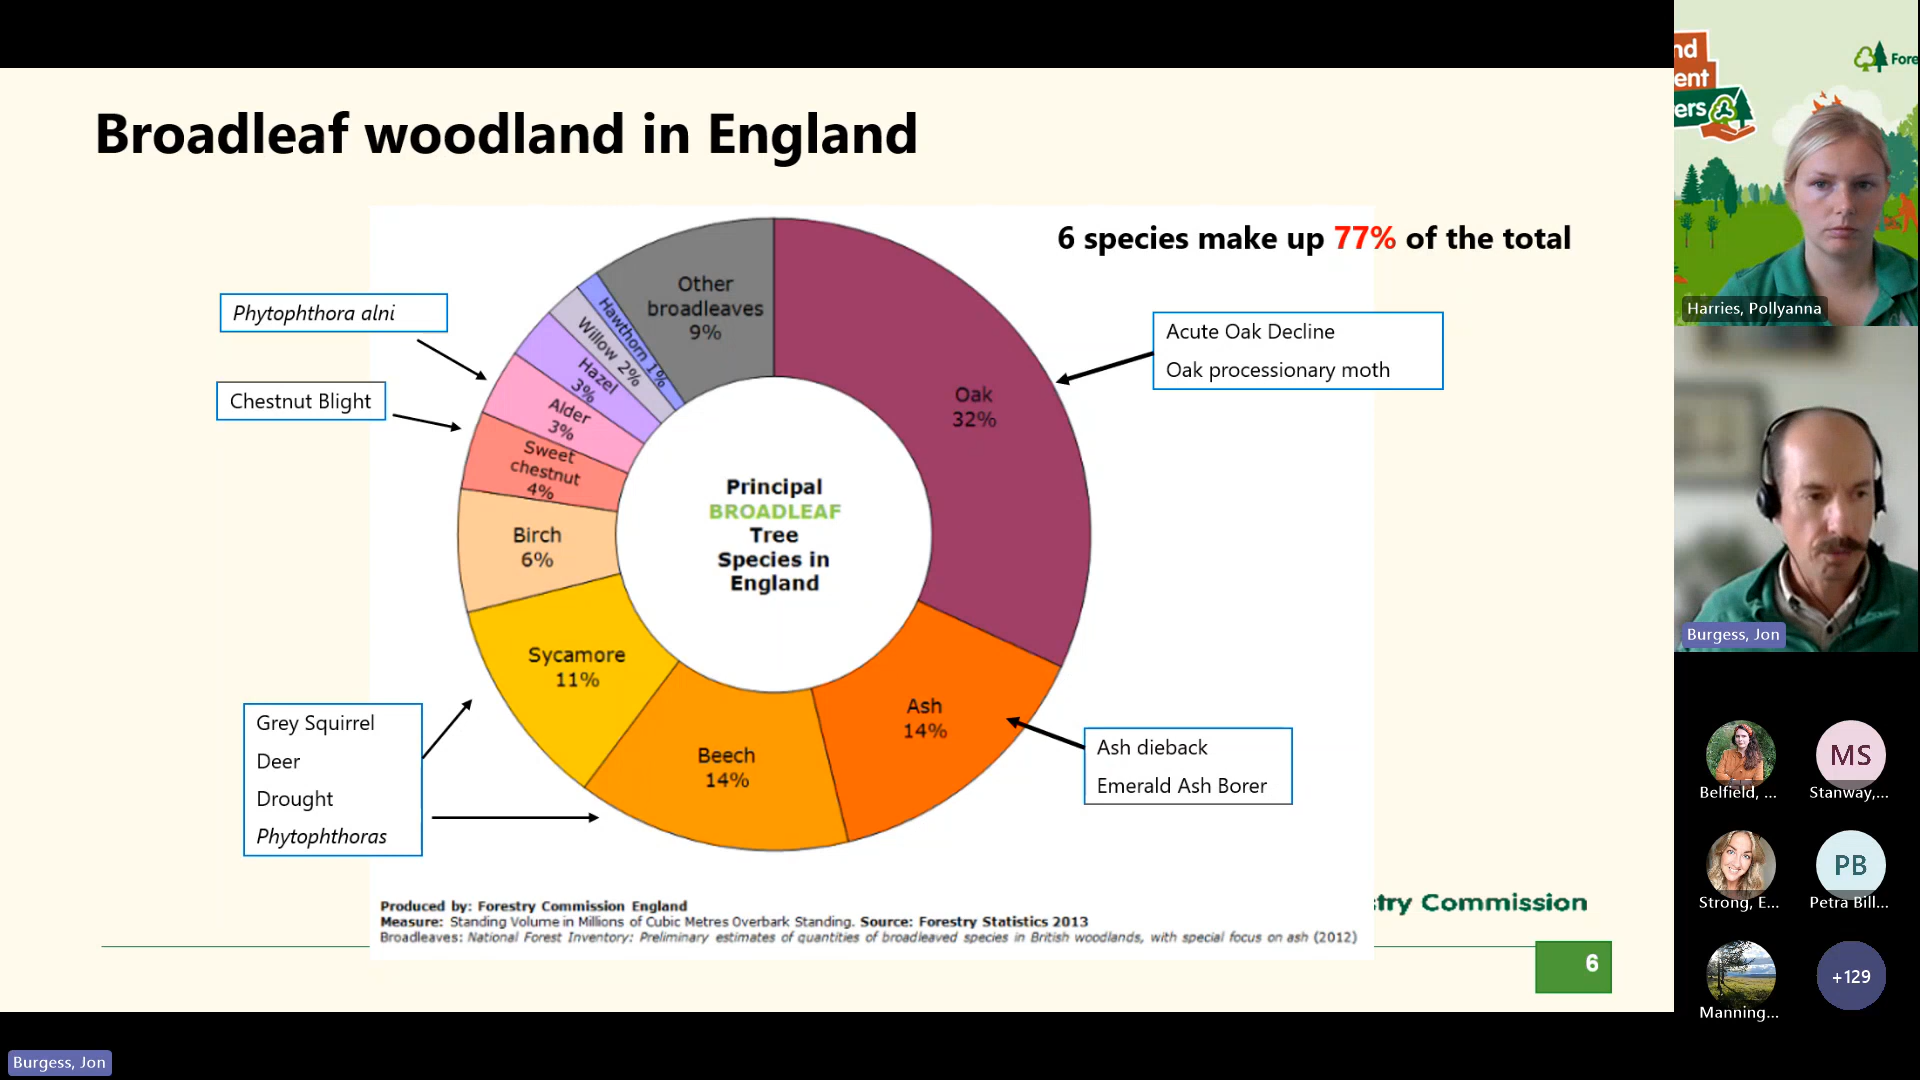 Broadleaf woodland in England
6 species make up 77% of the total
Phytophthora alni
Chestnut Blight
Grey Squirrel
Deer
Drought
Phytophthoras
Acute Oak Decline
Oak processionary moth
Ash dieback
Emerald Ash Borer
Other
broadleaves
9%
Hawthorn 1%
Willow 2%
Hazel
3%
Alder
3%
Sweet
chestnut
4%
Birch
6%
Sycamore
11%
Beech
14%
Ash
14%
Oak
32%
Principal
BROADLEAF
Tree
Species in
England
Produced by: Forestry Commission England
Measure: Standing Volume in Millions of Cubic Metres Overbark Standing. Source: Forestry Statistics 2013
Broadleaves: National Forest Inventory: Preliminary estimates of quantities of broadleaved species in British woodlands, with special focus on ash (2012)
stry Commission
6
nd
ent
ers
Fore
Harries, Pollyanna
Burgess, Jon
Belfield, ...
MS
Stanway,...
Strong, E...
PB
Petra Bill...
Manning...
+129
Burgess, Jon